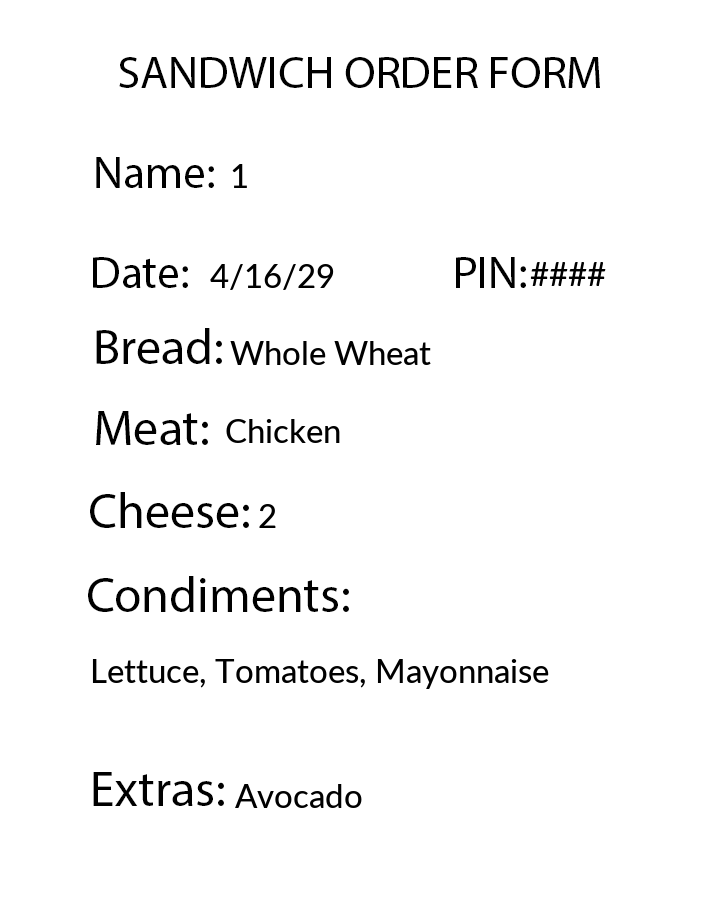 SANDWICH ORDER FORM
Name: 1
Date: 4/16/29 PIN:####
Bread: Whole Wheat
Meat: Chicken
Cheese: 2
Condiments:
Lettuce, Tomatoes, Mayonnaise
Extras: Avocado